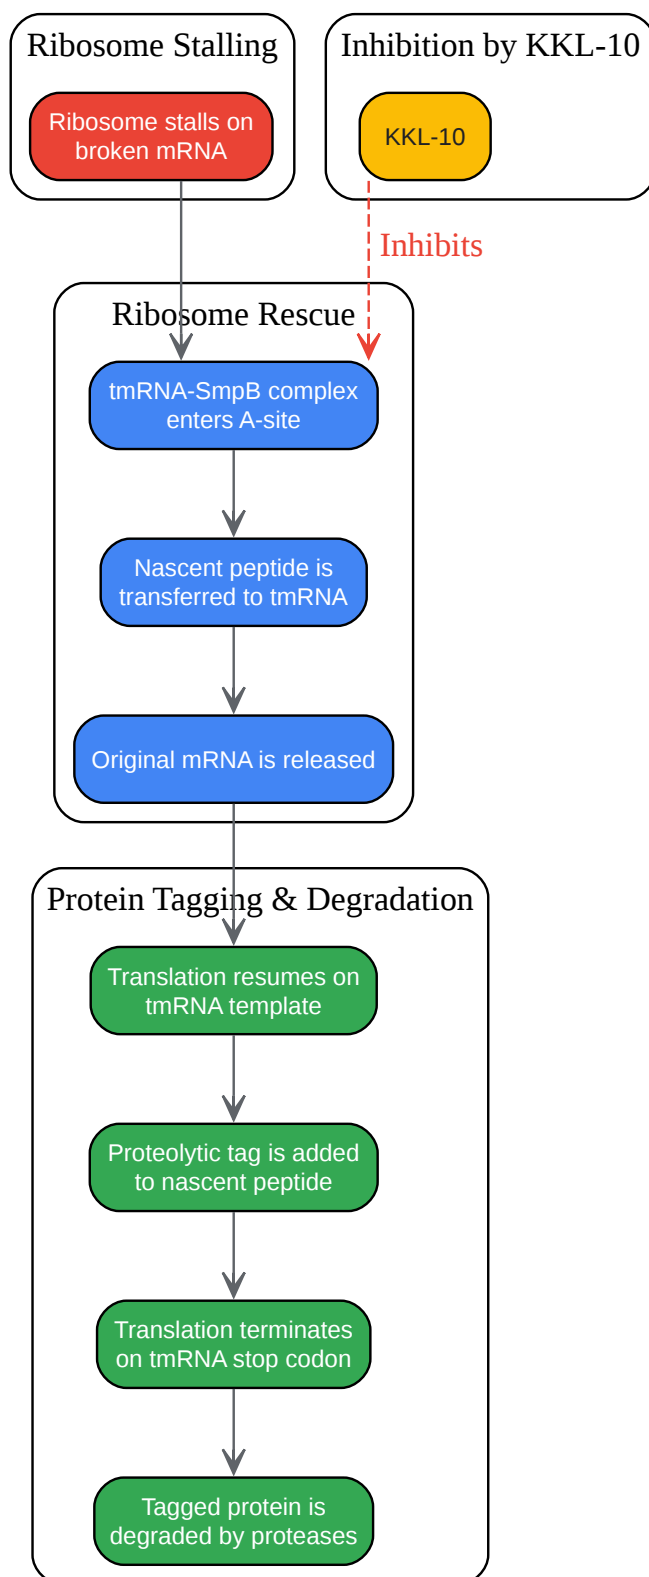 Ribosome Stalling
Ribosome stalls on
broken mRNA
Inhibition by KKL-10
KKL-10
Inhibits
Ribosome Rescue
tmRNA-SmpB complex
enters A-site
Nascent peptide is
transferred to tmRNA
Original mRNA is released
Protein Tagging & Degradation
Translation resumes on
tmRNA template
Proteolytic tag is added
to nascent peptide
Translation terminates
on tmRNA stop codon
Tagged protein is
degraded by proteases